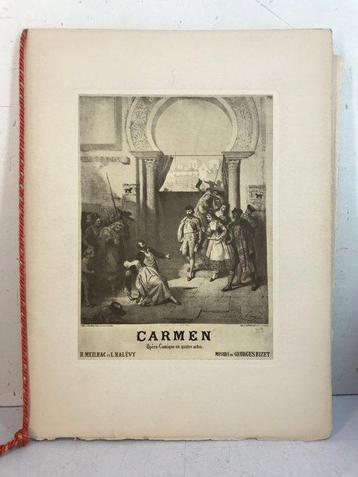 CARMEN
Opéra-Comique en quatre actes.
H. MEILHAC et L. HALÉVY MUSIQUE DE GEORGES BIZET